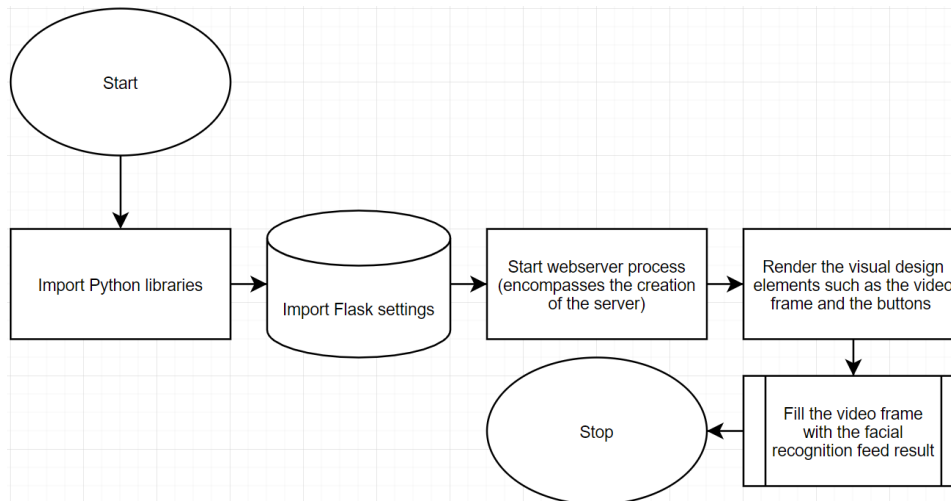 Start
Import Python libraries
Import Flask settings
Start webserver process
(encompasses the creation
of the server)
Render the visual design
elements such as the video
frame and the buttons
Fill the video frame
with the facial
recognition feed result
Stop